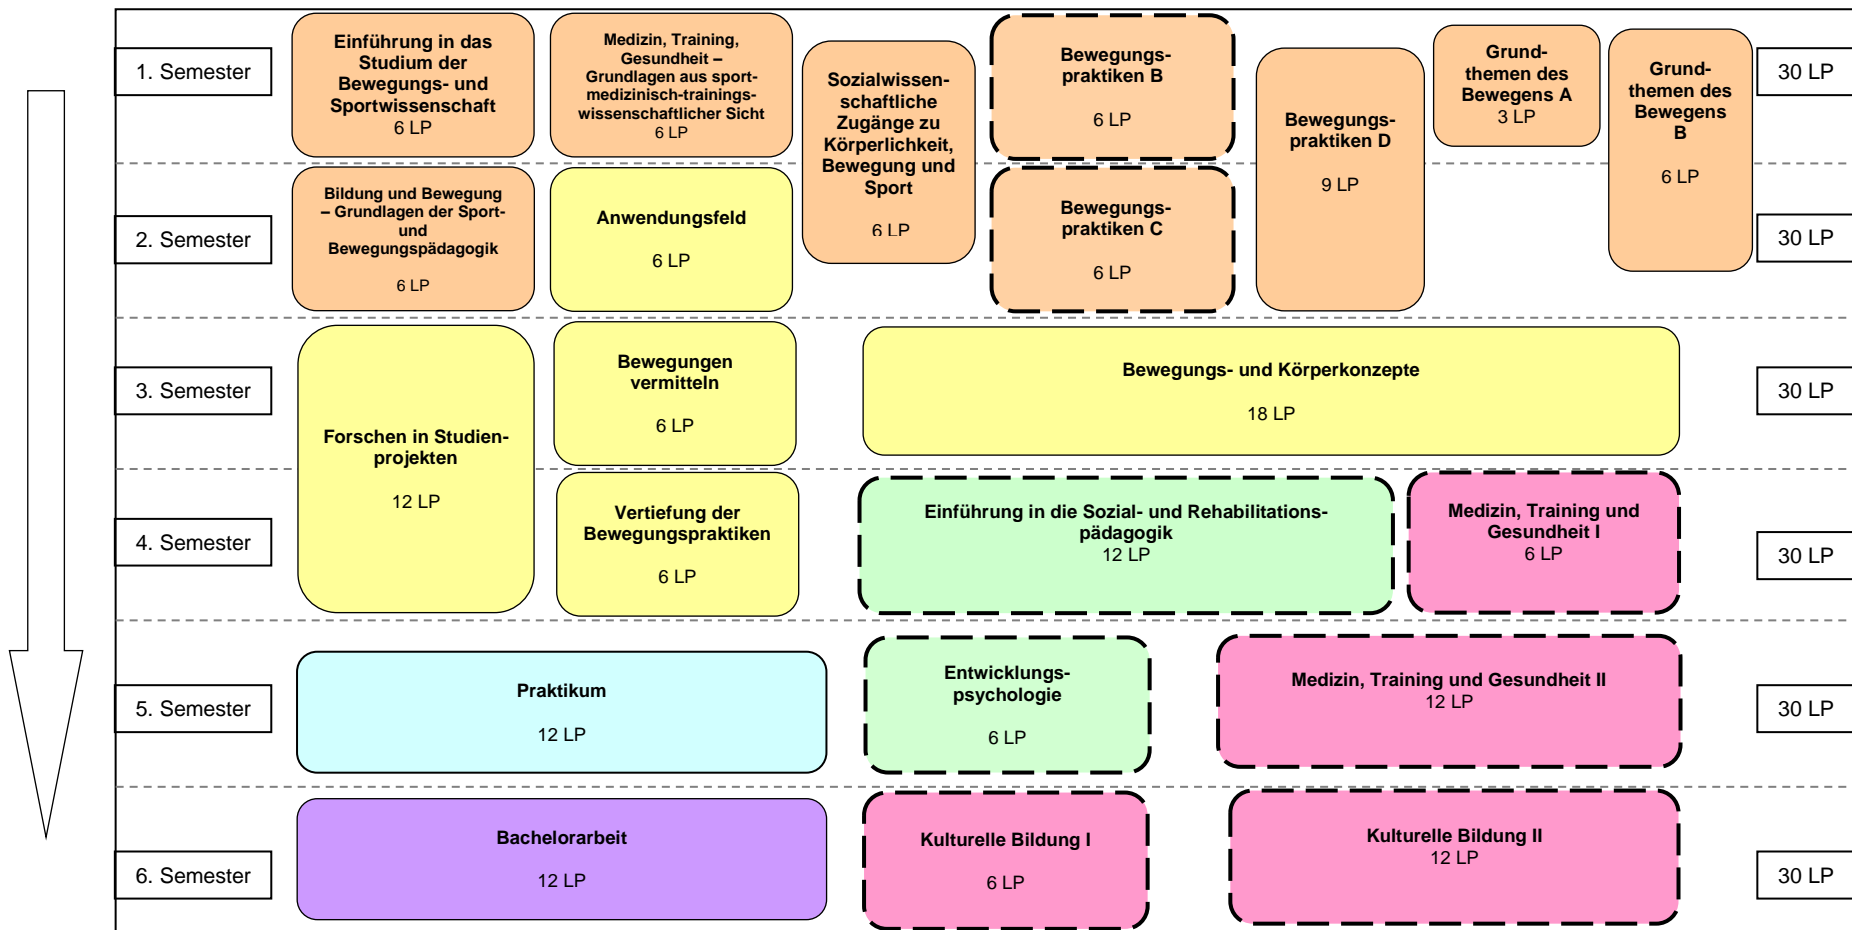 1. Semester
Einführung in das
Studium der
Bewegungs- und
Sportwissenschaft
6 LP
Medizin, Training,
Gesundheit –
Grundlagen aus sport-
medizinisch-trainings-
wissenschaftlicher Sicht
6 LP
Sozialwissen-
schaftliche
Zugänge zu
Körperlichkeit,
Bewegung und
Sport
6 LP
Bewegungs-
praktiken B
6 LP
Bewegungs-
praktiken D
9 LP
Grund-
themen des
Bewegens A
3 LP
Grund-
themen des
Bewegens
B
6 LP
30 LP
2. Semester
Bildung und Bewegung
– Grundlagen der Sport-
und
Bewegungspädagogik
6 LP
Anwendungsfeld
6 LP
Bewegungs-
praktiken C
6 LP
30 LP
3. Semester
Forschen in Studien-
projekten
12 LP
Bewegungen
vermitteln
6 LP
Bewegungs- und Körperkonzepte
18 LP
30 LP
4. Semester
Vertiefung der
Bewegungspraktiken
6 LP
Einführung in die Sozial- und Rehabilitations-
pädagogik
12 LP
Medizin, Training und
Gesundheit I
6 LP
30 LP
5. Semester
Praktikum
12 LP
Entwicklungs-
psychologie
6 LP
Medizin, Training und Gesundheit II
12 LP
30 LP
6. Semester
Bachelorarbeit
12 LP
Kulturelle Bildung I
6 LP
Kulturelle Bildung II
12 LP
30 LP